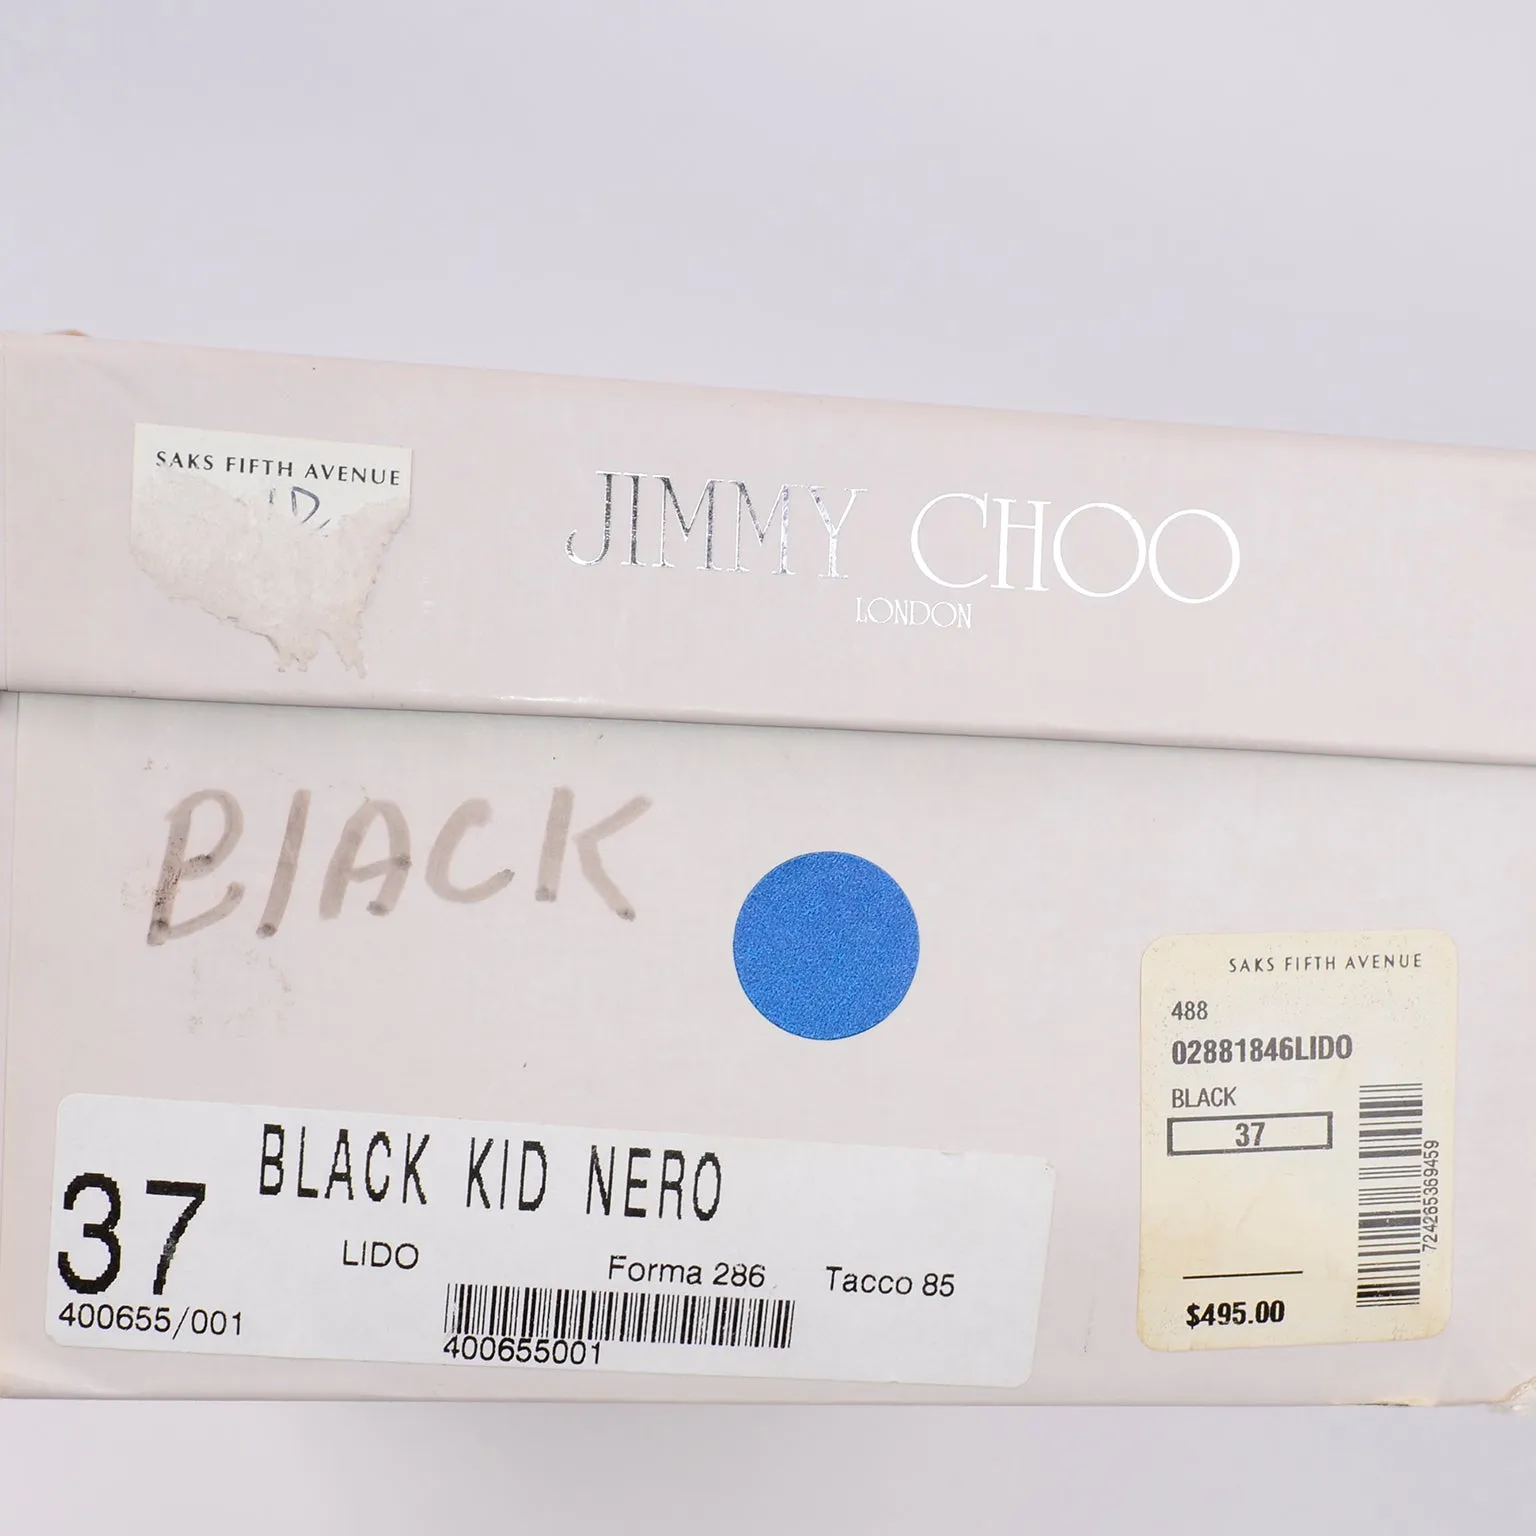 SAKS FIFTH AVENUE
JIMMY CHOO
LONDON
BlACK
SAKS FIFTH AVENUE
488
02881846LIDO
BLACK
37
724265369459
$495.00
BLACK KID NERO
37
LIDO Forma 286 Tacco 85
400655/001
400655001